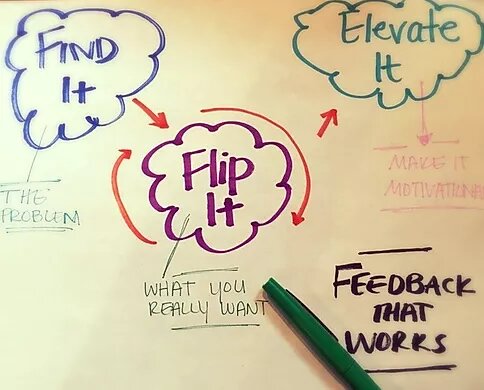 FIND
It
THE
PROBLEM
Flip
It
WHAT YOU
REALLY WANT
Elevate
It
MAKE IT
MOTIVATIONAL
FEEDBACK
THAT
WORKS